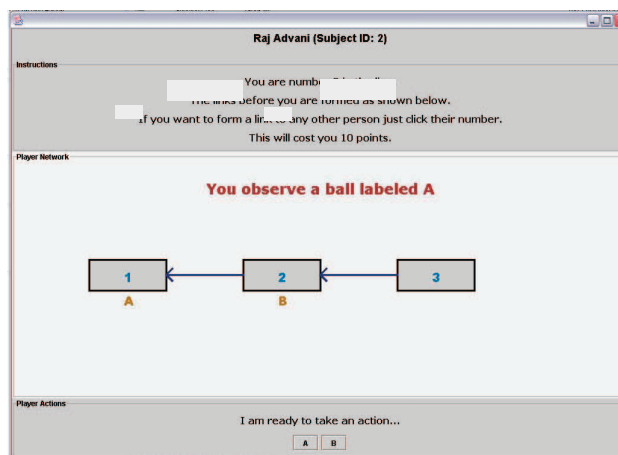 Raj Advani (Subject ID: 2)
Instructions
You are number
The links before you are formed as shown below.
If you want to form a link to any other person just click their number.
This will cost you 10 points.
Player Network
You observe a ball labeled A
1
2
3
A
B
Player Actions
I am ready to take an action...
A
B